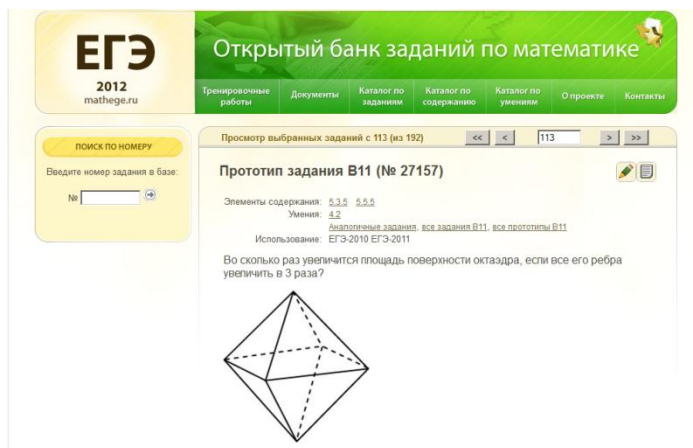 ЕГЭ
2012
mathege.ru
Открытый банк заданий по математике
Тренировочные работы
Документы
Каталог по заданиям
Каталог по содержанию
Каталог по умениям
О проекте
Контакты
ПОИСК ПО НОМЕРУ
Введите номер задания в базе:
№
Просмотр выбранных заданий с 113 (из 192)
<< < 113 > >>
Прототип задания B11 (№ 27157)
Элементы содержания: 5.3.5 5.5.5
Умения: 4.2
Аналогичные задания, все задания B11, все прототипы B11
Использование: ЕГЭ-2010 ЕГЭ-2011
Во сколько раз увеличится площадь поверхности октаэдра, если все его ребра
увеличить в 3 раза?